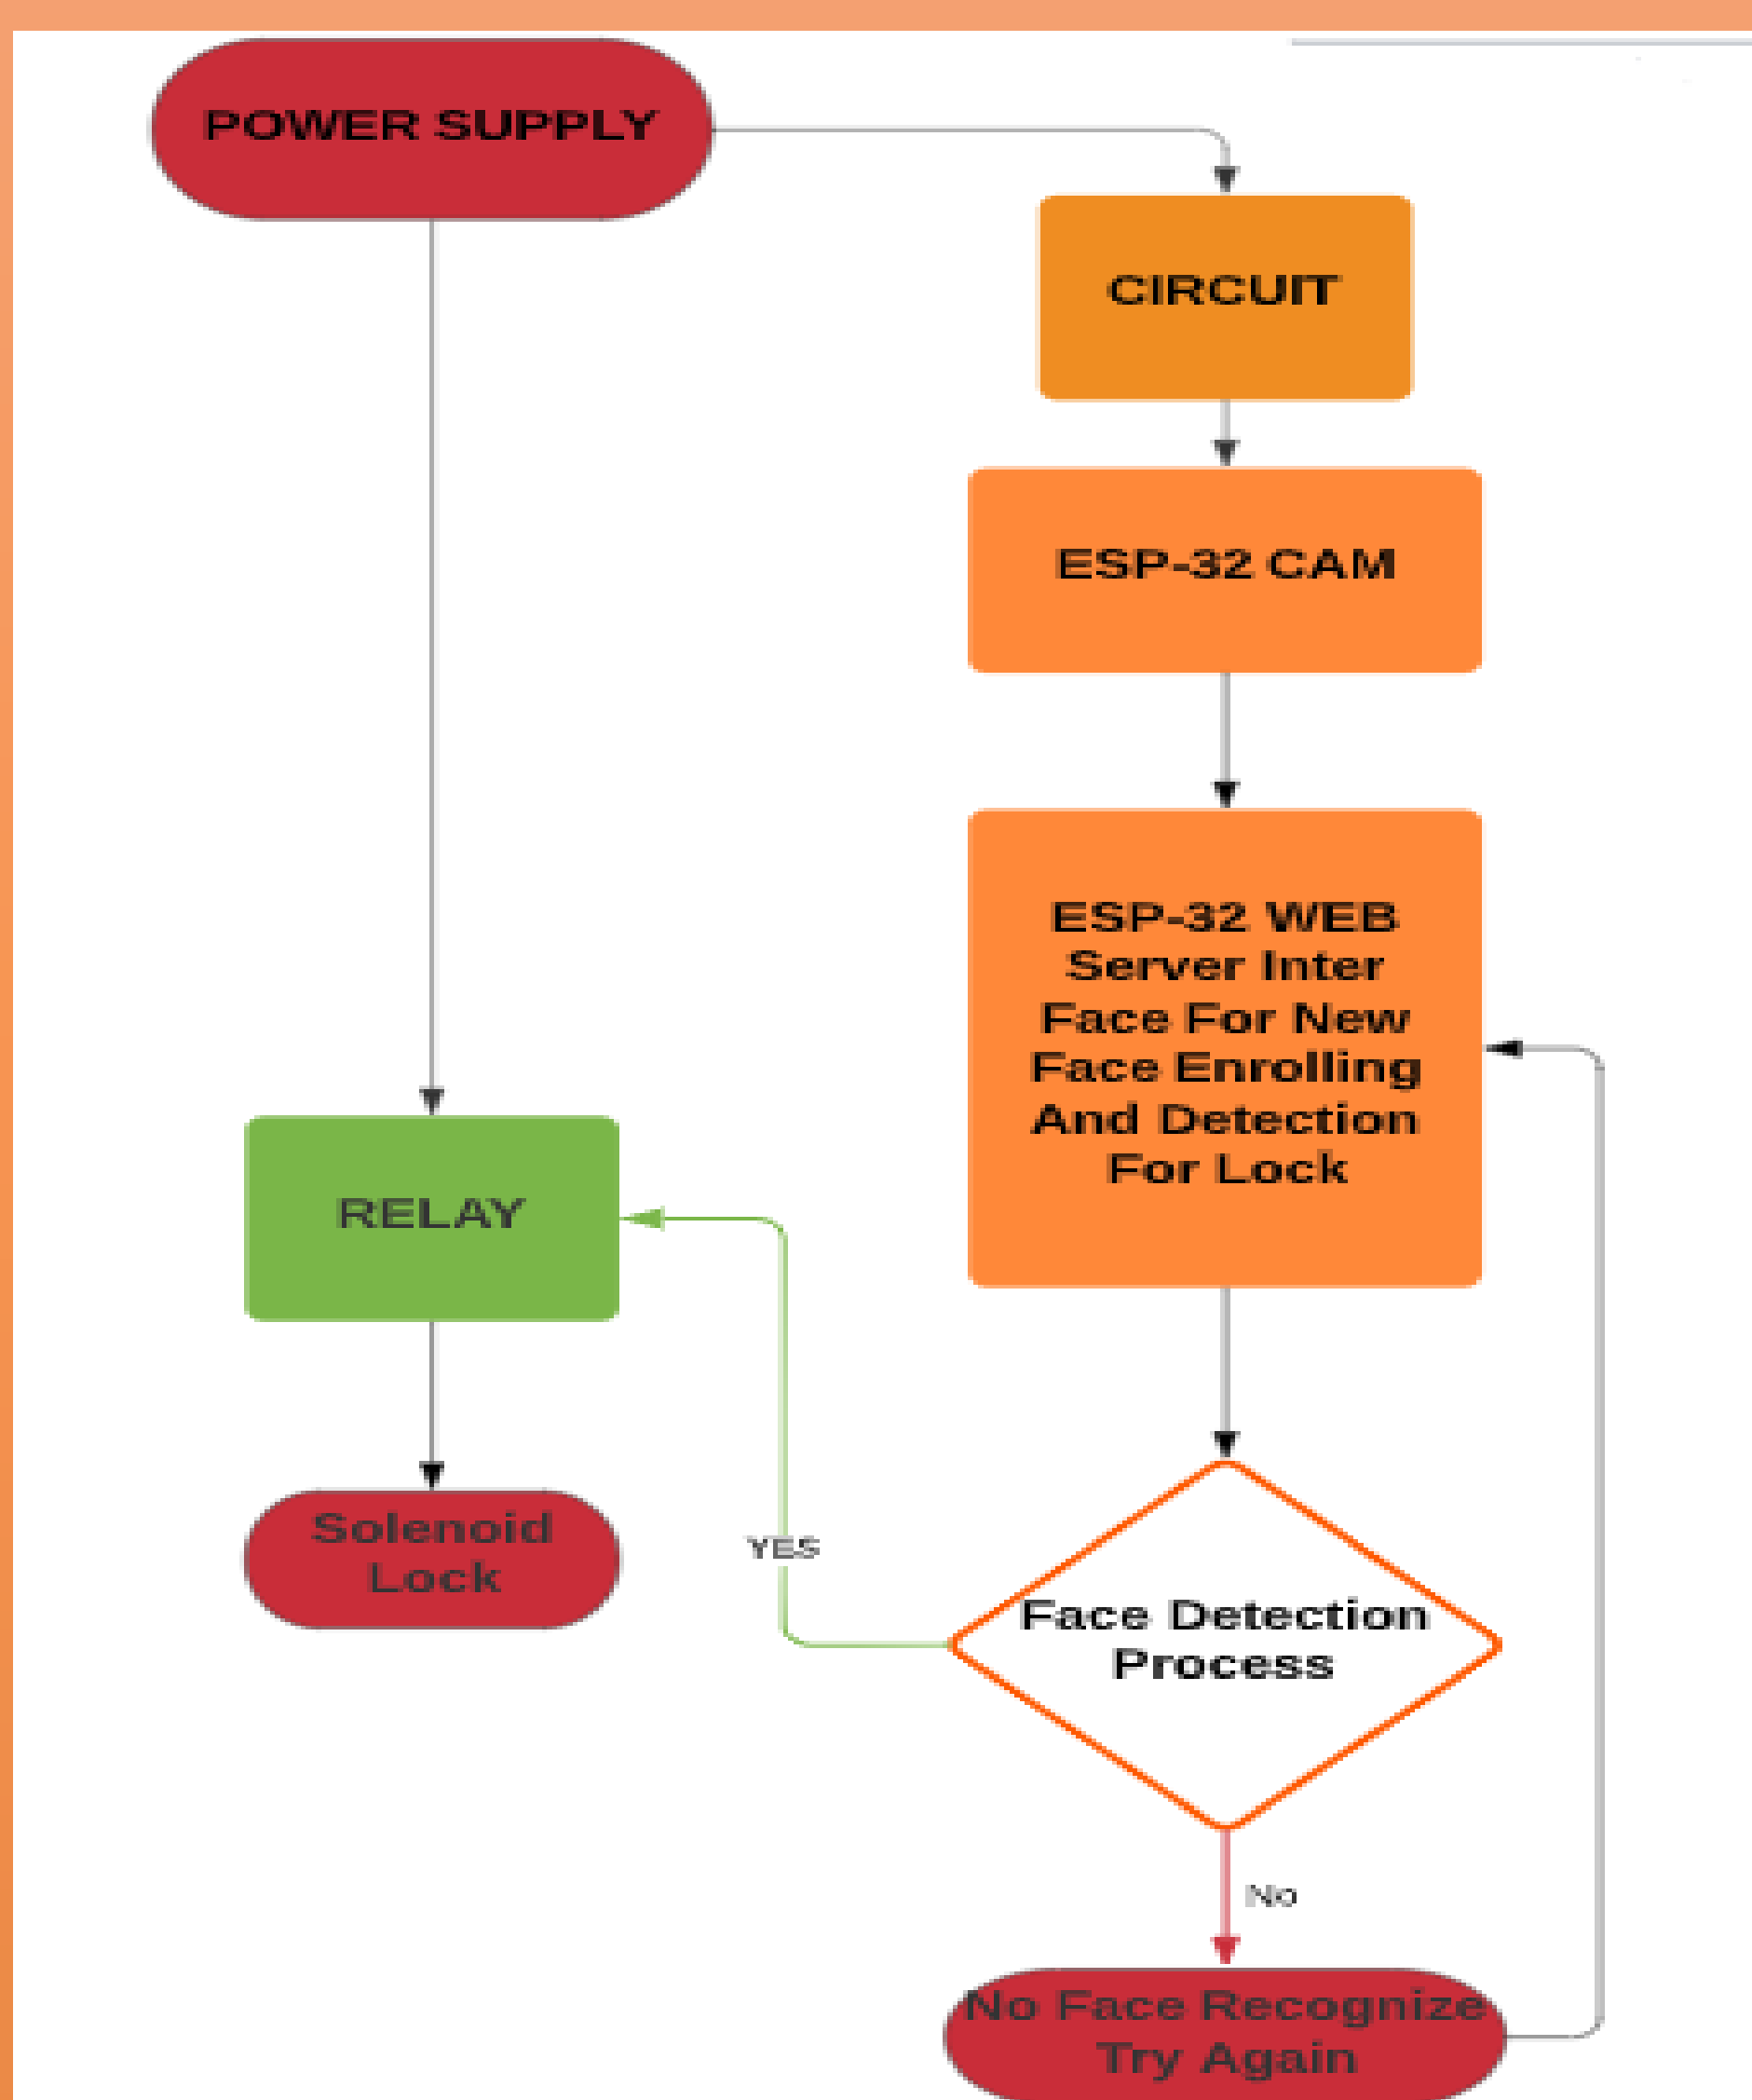 POWER SUPPLY
CIRCUIT
ESP-32 CAM
ESP-32 WEB
Server Inter
Face For New
Face Enrolling
And Detection
For Lock
RELAY
Solenoid
Lock
YES
Face Detection
Process
No
No Face Recognize
Try Again